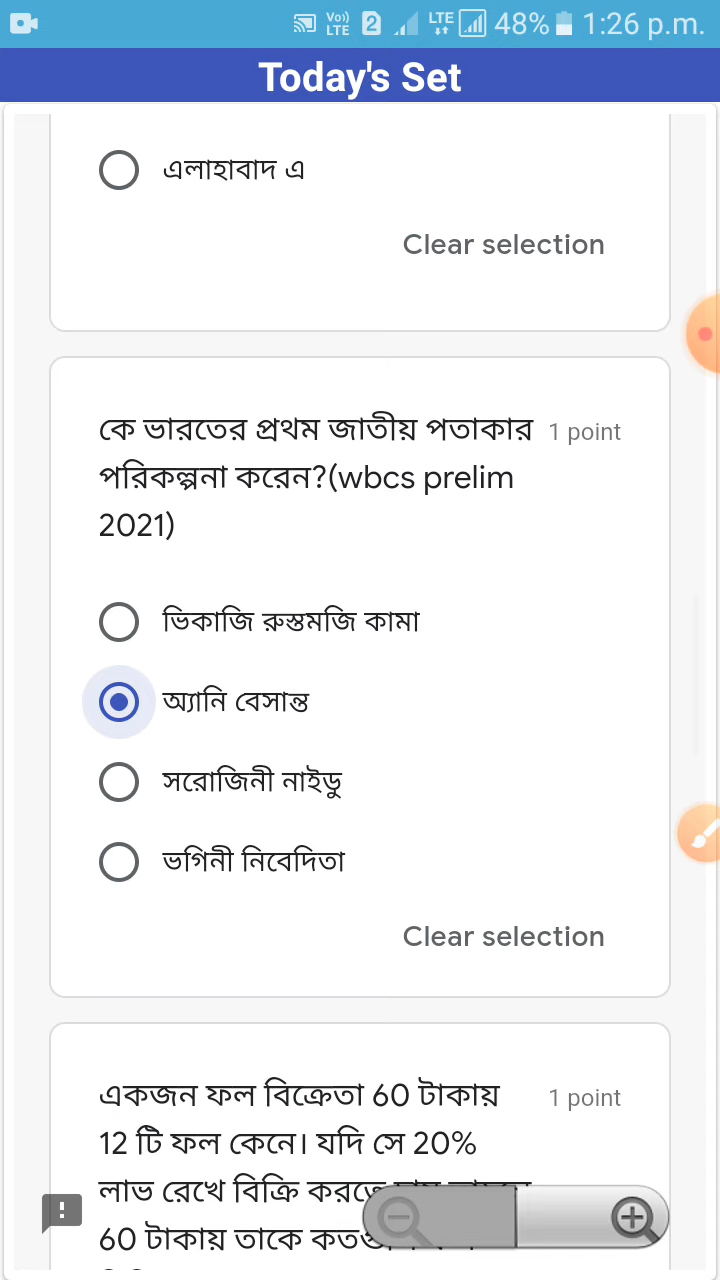 Vo)) LTE 2 LTE 48% 1:26 p.m.
Today's Set
এলাহাবাদ এ
Clear selection
কে ভারতের প্রথম জাতীয় পতাকার 1 point
পরিকল্পনা করেন?(wbcs prelim
2021)
ভিকাজি রুস্তমজি কামা
অ্যানি বেসান্ত
সরোজিনী নাইডু
ভগিনী নিবেদিতা
Clear selection
একজন ফল বিক্রেতা 60 টাকায় 1 point
12 টি ফল কেনে। যদি সে 20%
লাভ রেখে বিক্রি করতে
60 টাকায় তাকে